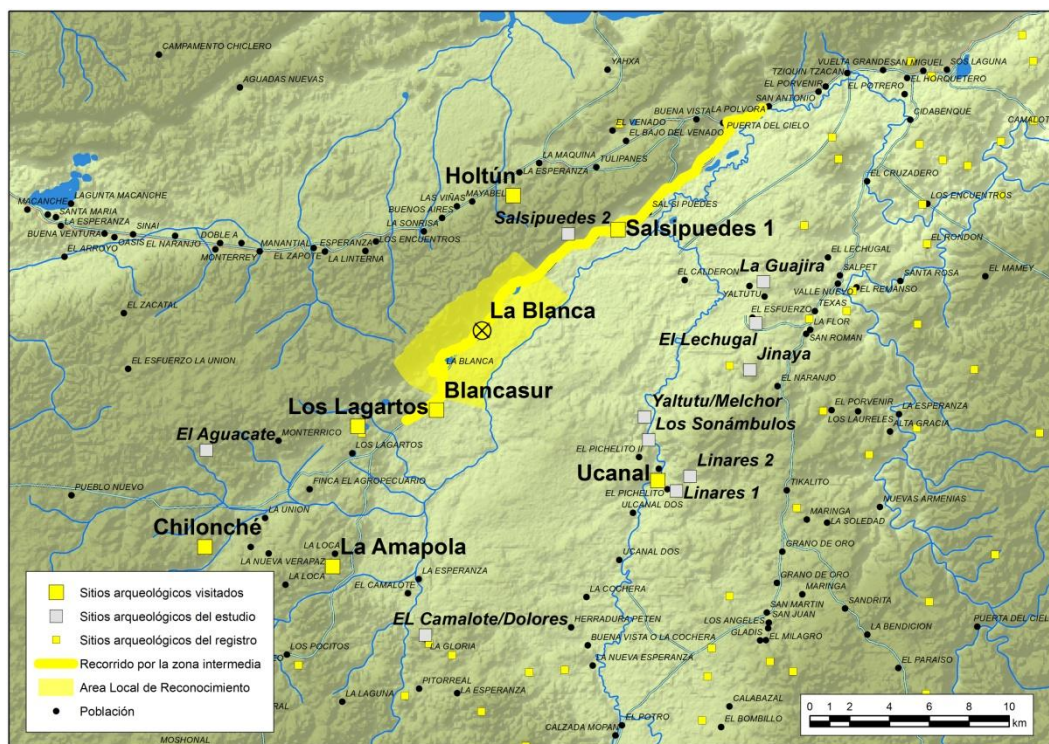 CAMPAMENTO CHICLERO
AGUADAS NUEVAS
YAHXA
VUELTA GRANDE
SAN MIGUEL
SOS LAGUNA
TZIQUIN TZACAN
EL PORVENIR
EL POTRERO
EL HORQUETERO
SAN ANTONIO
LA POLVORA
BUENA VISTA
CIDABENQUE
CAMALOT
EL VENADO
EL BAJO DEL VENADO
PUERTA DEL CIELO
LA MAQUINA
TULIPANES
LA ESPERANZA
EL CRUZADERO
Holtún
MACANCHE
LAGUNTA MACANCHE
SANTA MARIA
LA ESPERANZA
BUENA VENTURA
OASIS
SINAI
EL ARROYO
EL NARANJO
DOBLE A
MONTERREY
MANANTIAL
EL ZAPOTE
ESPERANZA
LA LINTERNA
LOS ENCUENTROS
LA SONRISA
BUENOS AIRES
LAS VIÑAS
MAYABEL
SALSI PUEDES
Salsipuedes 2
Salsipuedes 1
LOS ENCUENTROS
EL RONDON
EL LECHUGAL
EL CALDERON
La Guajira
SALPET
SANTA ROSA
EL MAMEY
YALTUTU
VALLE NUEVO
EL REMANSO
EL ZACATAL
La Blanca
EL ESFUERZO
TEXAS
LA FLOR
SAN ROMAN
El Lechugal
Jinaya
EL ESFUERZO LA UNION
LA BLANCA
EL NARANJO
Blancasur
Los Lagartos
Yaltutu/Melchor
Los Sonámbulos
EL PORVENIR
LOS LAURELES
LA ESPERANZA
ALTA GRACIA
El Aguacate
MONTERRICO
LOS LAGARTOS
EL PICHELITO II
Ucanal
Linares 2
Linares 1
EL PICHELITO
ULCANAL DOS
TIKALITO
PUEBLO NUEVO
FINCA EL AGROPECUARIO
NUEVAS ARMENIAS
LA UNION
MARINGA
LA SOLEDAD
Chilonché
LA LOCA
LA NUEVA VERAPAZ
La Amapola
LA LOCA
EL CAMALOTE
LA ESPERANZA
UCANAL DOS
GRANO DE ORO
LA COCHERA
GRANO DE ORO
MARINGA
SAN MARTIN
SAN JUAN
SANDRITA
LOS ANGELES
GLADIS
EL MILAGRO
LA BENDICION
PUERTA DEL CIEL
EL Camalote/Dolores
HERRADURA PETEN
LA GLORIA
BUENA VISTA O LA COCHERA
LA NUEVA ESPERANZA
LOS POCITOS
EL PARAISO
PITORREAL
LA ESPERANZA
LA LAGUNA
CALABAZAL
EL BOMBILLO
EL POTRO
CALZADA MOPAN
MOSHONAL
Sitios arqueológicos visitados
Sitios arqueológicos del estudio
Sitios arqueológicos del registro
Recorrido por la zona intermedia
Area Local de Reconocimiento
Población
0 1 2 4 6 8 10
km